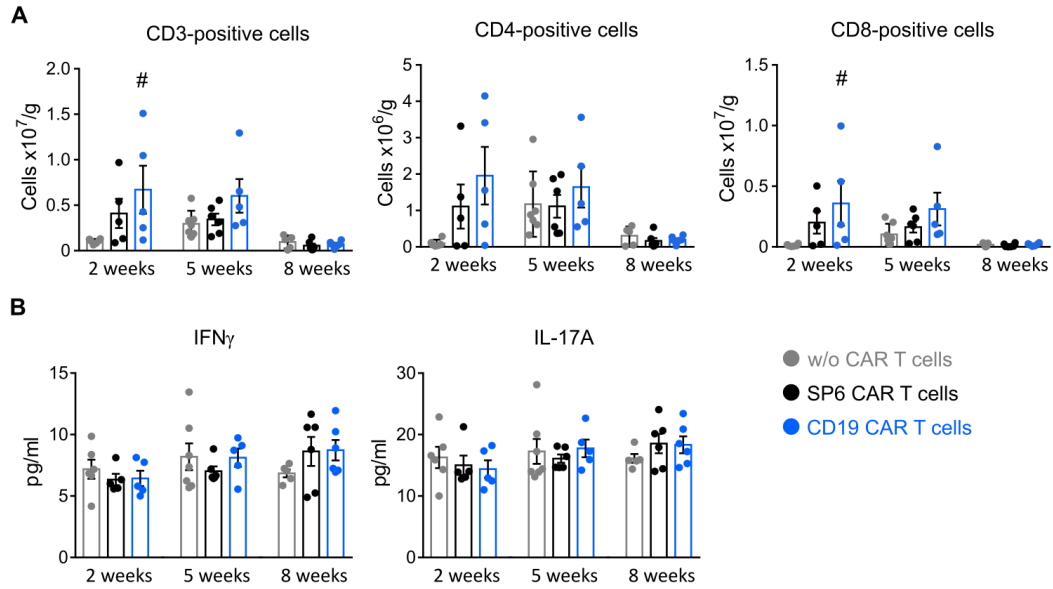 A
CD3-positive cells
CD4-positive cells
CD8-positive cells
Cells x10⁷/g
2.0
1.5
1.0
0.5
0
#
2 weeks 5 weeks 8 weeks
Cells x10⁶/g
5
4
3
2
1
0
2 weeks 5 weeks 8 weeks
Cells x10⁷/g
1.5
1.0
0.5
0
#
2 weeks 5 weeks 8 weeks
B
IFNγ
IL-17A
pg/ml
15
10
5
0
2 weeks 5 weeks 8 weeks
pg/ml
30
20
10
0
2 weeks 5 weeks 8 weeks
w/o CAR T cells
SP6 CAR T cells
CD19 CAR T cells